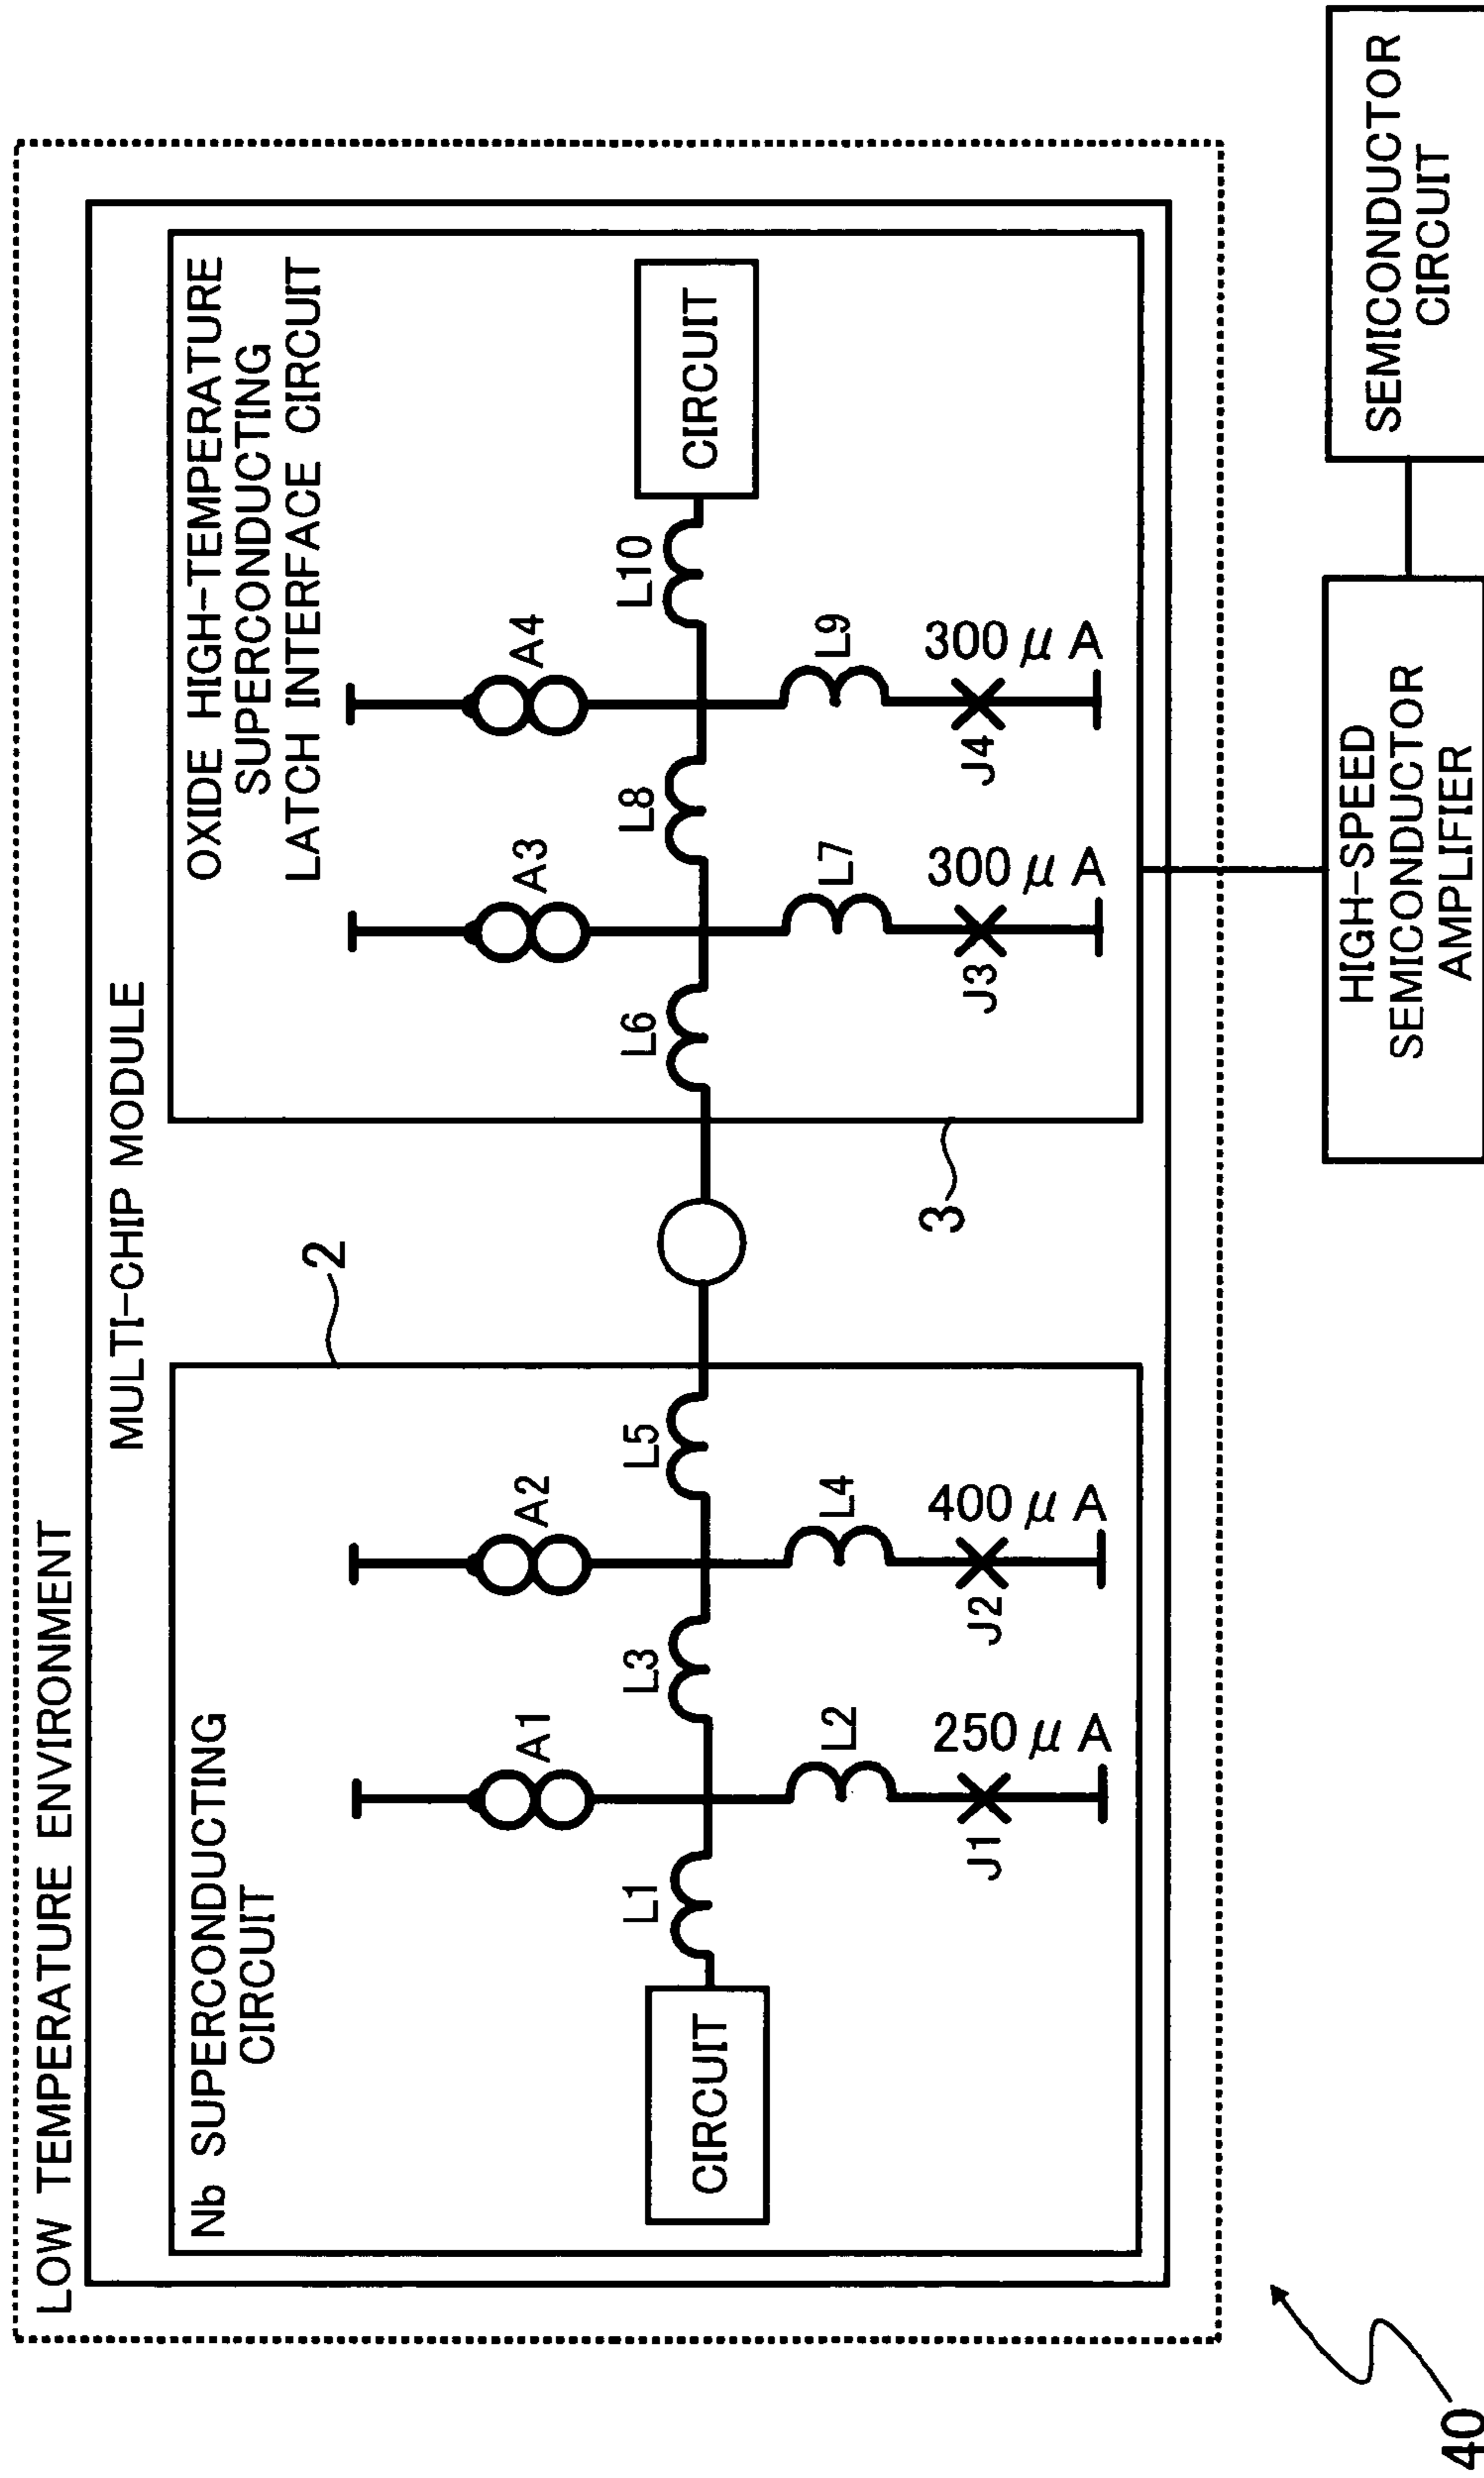 LOW TEMPERATURE ENVIRONMENT
MULTI-CHIP MODULE
2
Nb SUPERCONDUCTING
CIRCUIT
CIRCUIT
L1
A1
L2
J1
250 μ A
L3
A2
L4
J2
400 μ A
L5
3
OXIDE HIGH-TEMPERATURE
SUPERCONDUCTING
LATCH INTERFACE CIRCUIT
L6
A3
L7
J3
300 μ A
L8
A4
L9
J4
300 μ A
L10
CIRCUIT
HIGH-SPEED
SEMICONDUCTOR
AMPLIFIER
SEMICONDUCTOR
CIRCUIT
40